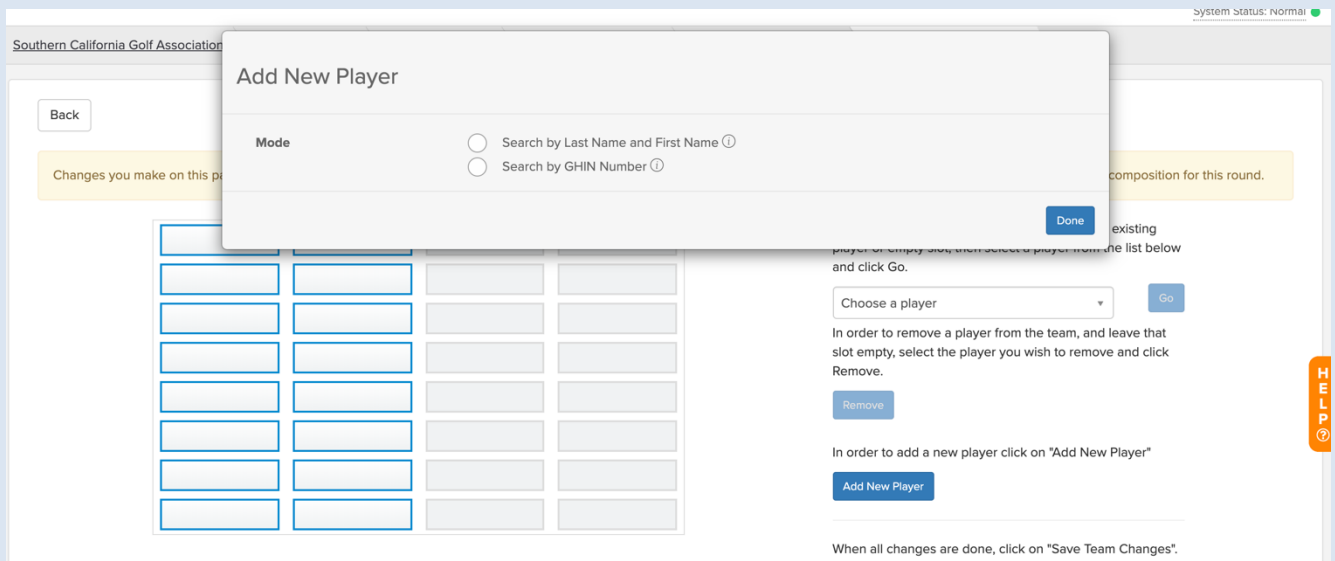 System Status: Normal
Southern California Golf Association
Add New Player
Back
Mode
Search by Last Name and First Name
Search by GHIN Number
Changes you make on this
composition for this round.
Done
existing
player or empty slot, then select a player from the list below
and click Go.
Choose a player
Go
In order to remove a player from the team, and leave that
slot empty, select the player you wish to remove and click
Remove.
Remove
HELP
In order to add a new player click on "Add New Player"
Add New Player
When all changes are done, click on "Save Team Changes".